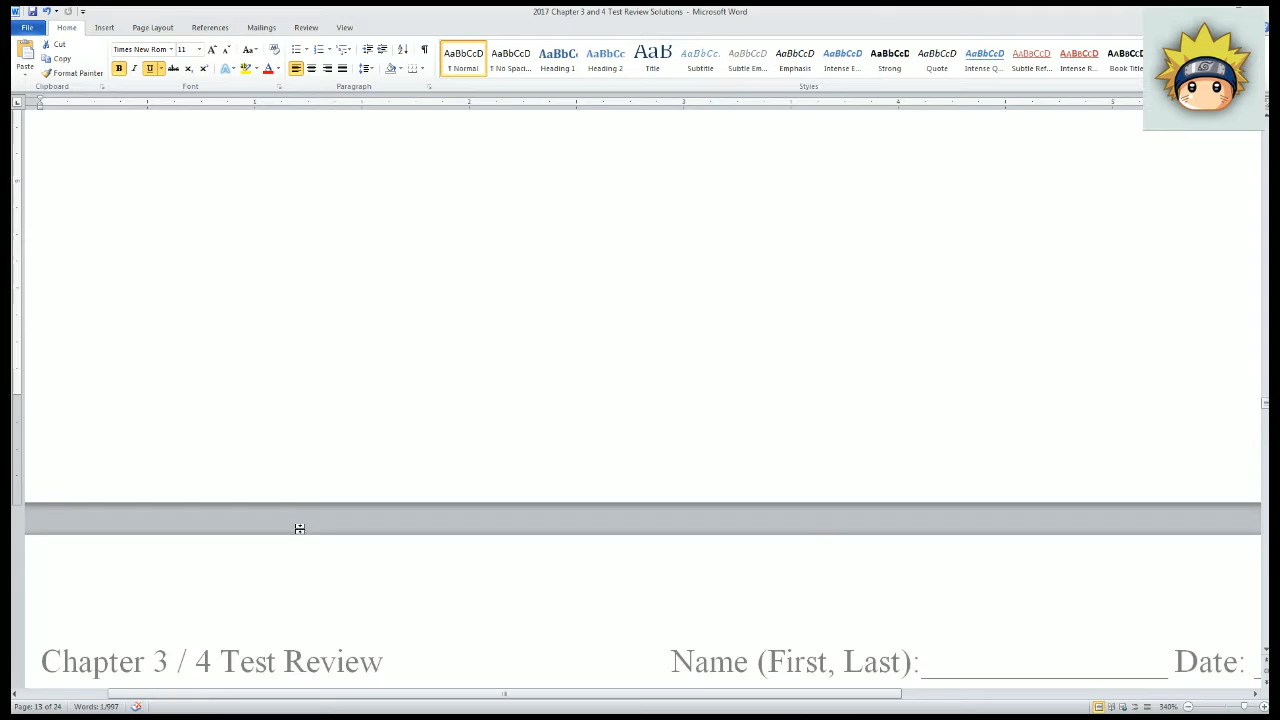 2017 Chapter 3 and 4 Test Review Solutions - Microsoft Word
File Home Insert Page Layout References Mailings Review View
Paste Cut Copy Format Painter Clipboard
Times New Rom 11 Font
Paragraph
AaBbCcD AaBbCcD AaBbC AaBbCc AaB AaBbCc. AaBbCcD AaBbCcD AaBbCcD AaBbCcD AaBbCcD AaBbCcD AaBbCcD AaBbCcD
¶ Normal ¶ No Spaci... Heading 1 Heading 2 Title Subtitle Subtle Em... Emphasis Intense E... Strong Quote Intense Q... Subtle Ref... Intense R... Book Title
Styles
Chapter 3 / 4 Test Review Name (First, Last):_______________ Date: _
Page: 13 of 24 Words: 1/997 340%